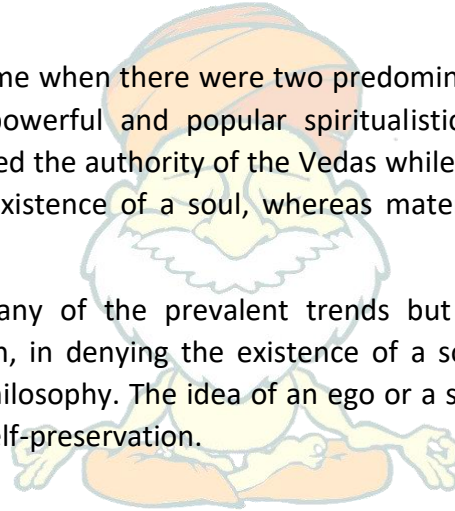 me when there were two predomin
powerful and popular spiritualistic
ed the authority of the Vedas while
xistence of a soul, whereas mate
any of the prevalent trends but
n, in denying the existence of a so
hilosophy. The idea of an ego or a s
elf-preservation.